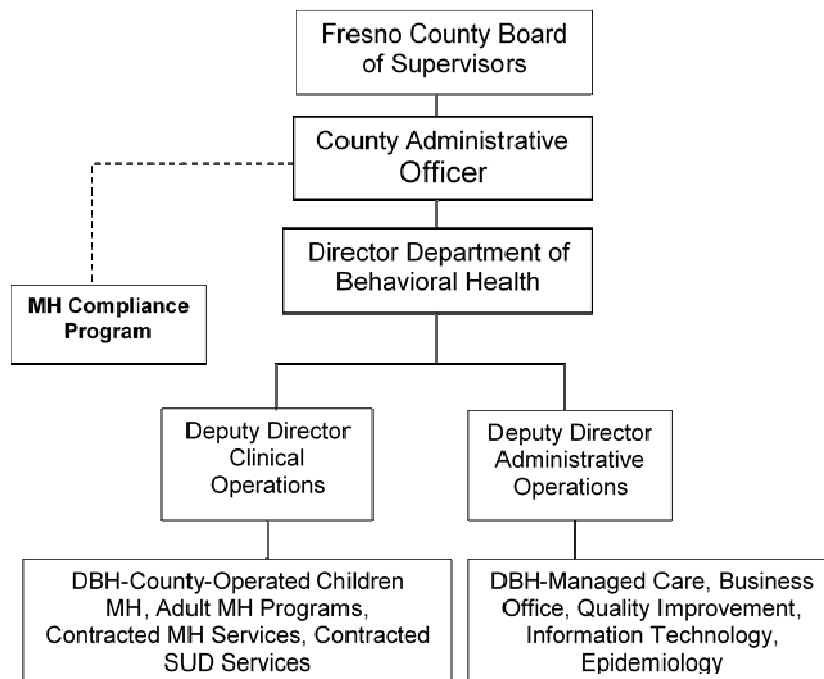 Fresno County Board
of Supervisors
County Administrative
Officer
Director Department of
Behavioral Health
MH Compliance
Program
Deputy Director
Clinical
Operations
Deputy Director
Administrative
Operations
DBH-County-Operated Children
MH, Adult MH Programs,
Contracted MH Services, Contracted
SUD Services
DBH-Managed Care, Business
Office, Quality Improvement,
Information Technology,
Epidemiology